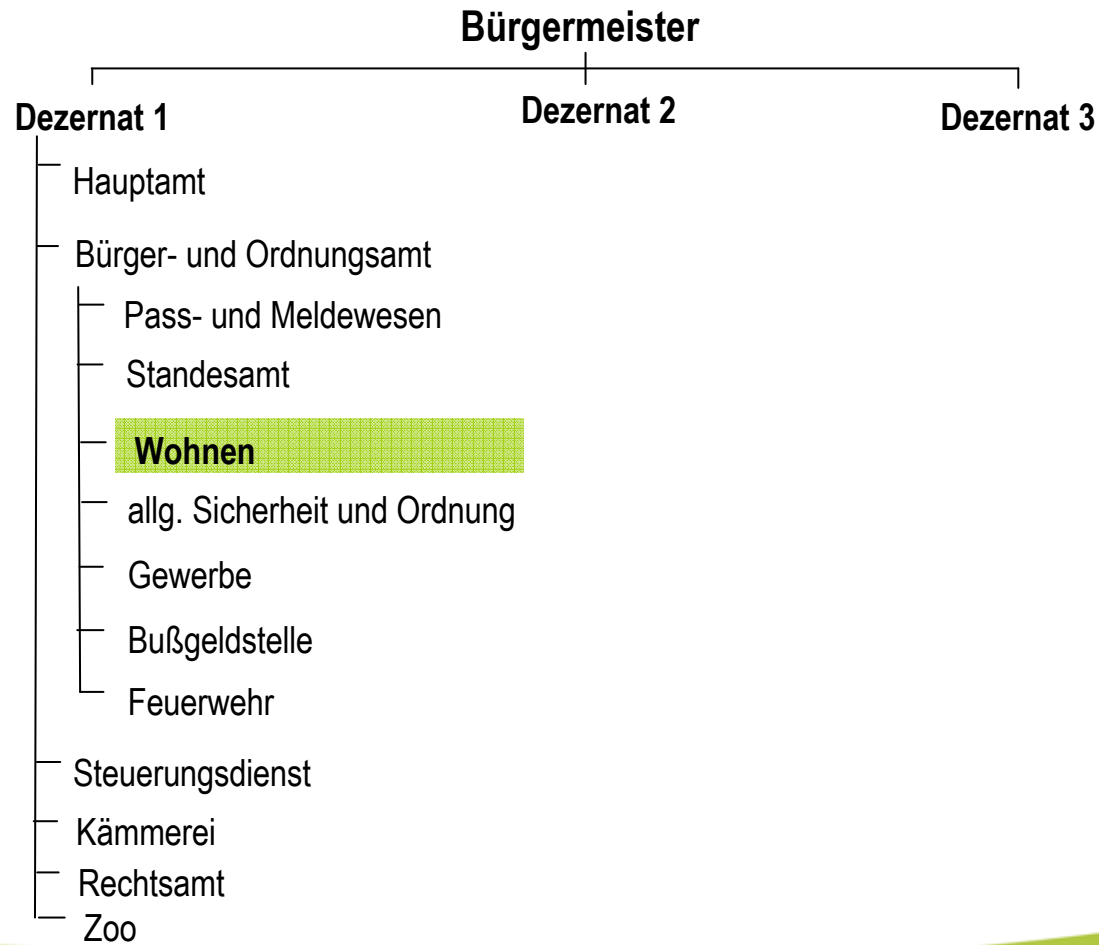 Bürgermeister
Dezernat 1
Dezernat 2
Dezernat 3
Hauptamt
Bürger- und Ordnungsamt
Pass- und Meldewesen
Standesamt
Wohnen
allg. Sicherheit und Ordnung
Gewerbe
Bußgeldstelle
Feuerwehr
Steuerungsdienst
Kämmerei
Rechtsamt
Zoo